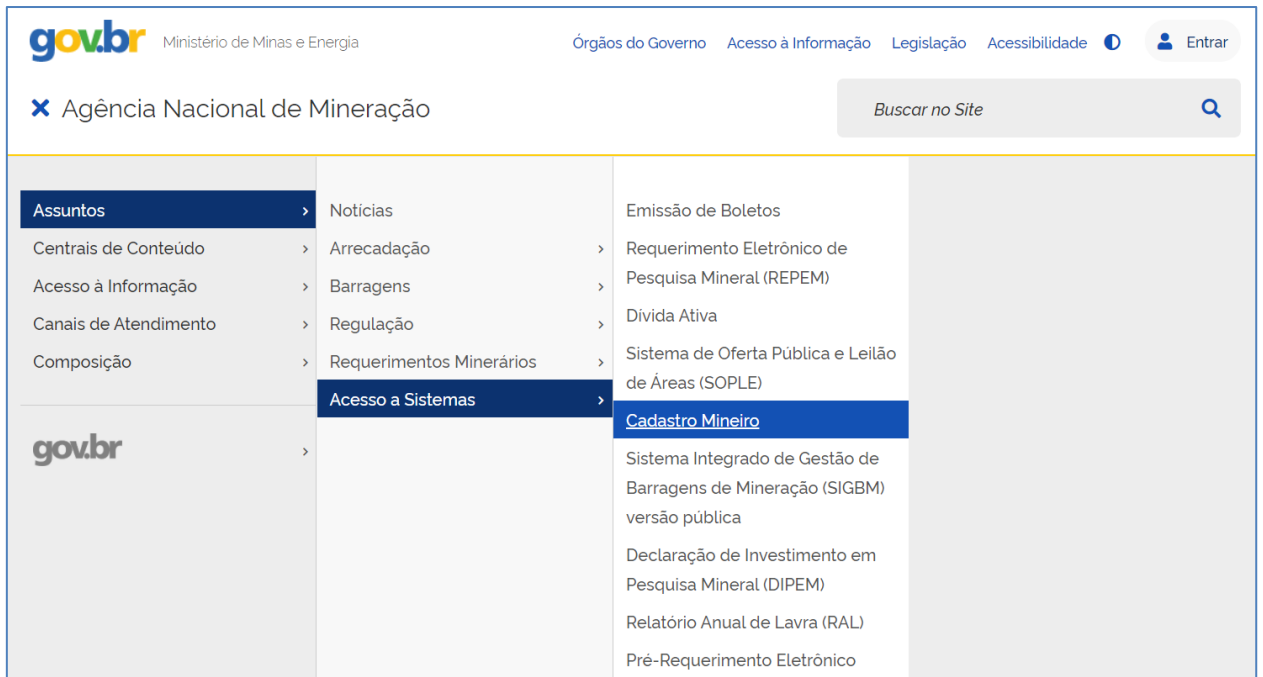 gov.br Ministério de Minas e Energia Órgãos do Governo Acesso à Informação Legislação Acessibilidade Entrar
Agência Nacional de Mineração Buscar no Site
Assuntos
Centrais de Conteúdo
Acesso à Informação
Canais de Atendimento
Composição
gov.br
Notícias
Arrecadação
Barragens
Regulação
Requerimentos Minerários
Acesso a Sistemas
Emissão de Boletos
Requerimento Eletrônico de
Pesquisa Mineral (REPEM)
Dívida Ativa
Sistema de Oferta Pública e Leilão
de Áreas (SOPLE)
Cadastro Mineiro
Sistema Integrado de Gestão de
Barragens de Mineração (SIGBM)
versão pública
Declaração de Investimento em
Pesquisa Mineral (DIPEM)
Relatório Anual de Lavra (RAL)
Pré-Requerimento Eletrônico